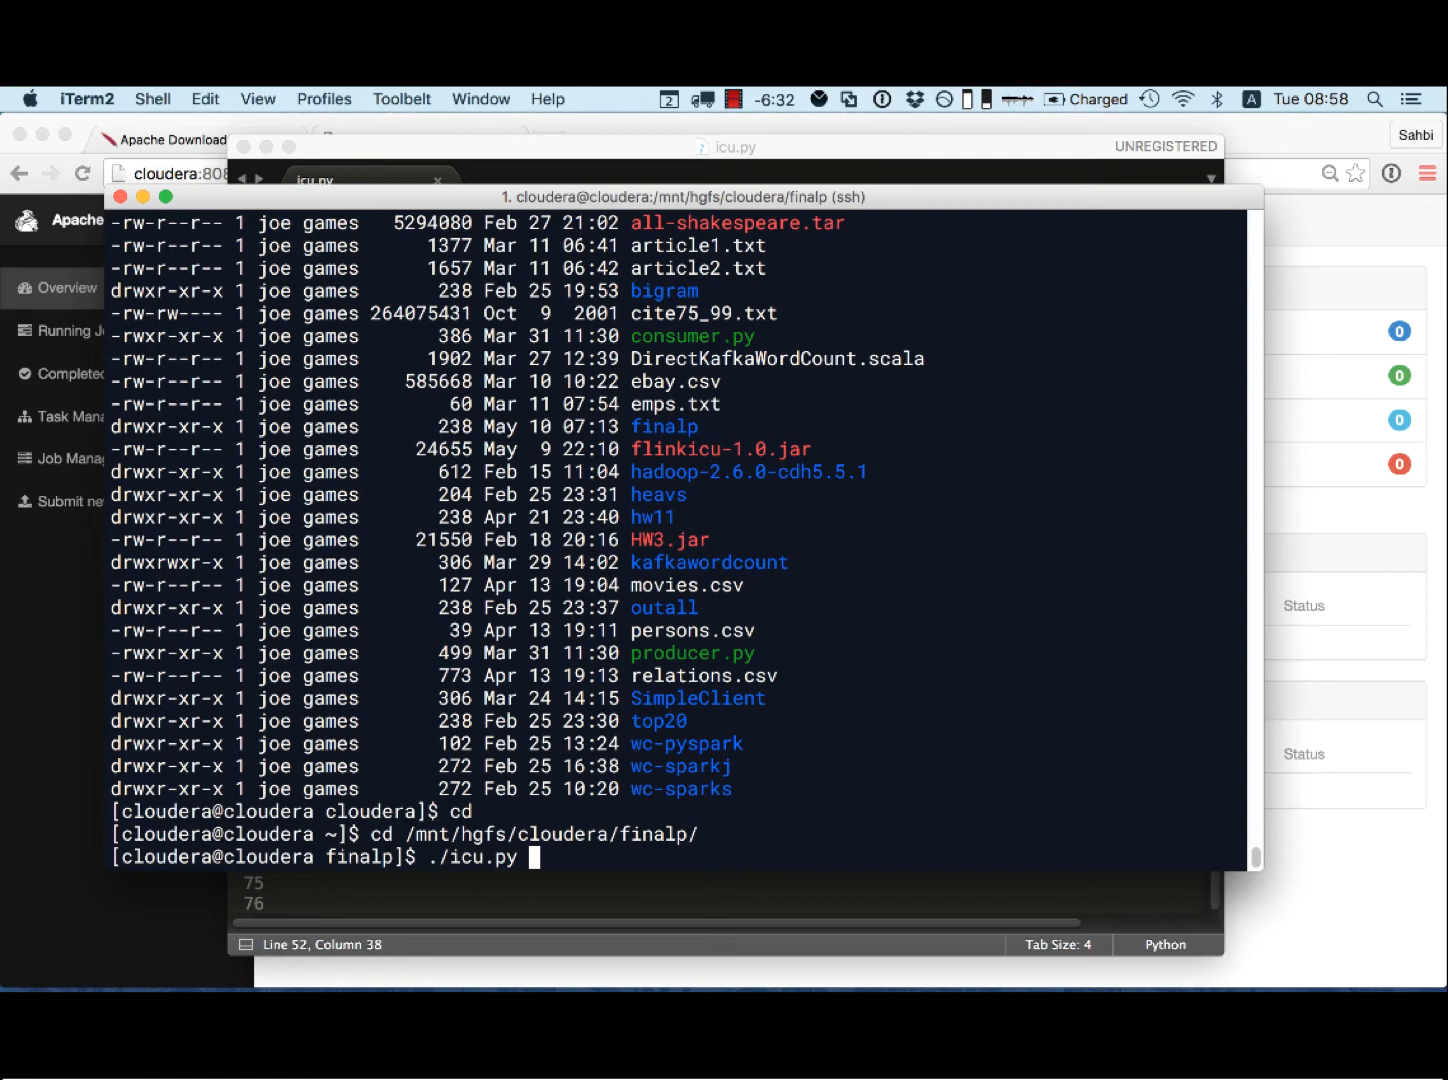 iTerm2 Shell Edit View Profiles Toolbelt Window Help 2 -6:32 Charged A Tue 08:58
Apache Download
icu.py UNREGISTERED Sahbi
cloudera:808 icu.py
1. cloudera@cloudera:/mnt/hgfs/cloudera/finalp (ssh)
Apache
Overview
Running J
Completed
Task Mana
Job Manag
Submit ne
-rw-r--r-- 1 joe games 5294080 Feb 27 21:02 all-shakespeare.tar
-rw-r--r-- 1 joe games 1377 Mar 11 06:41 article1.txt
-rw-r--r-- 1 joe games 1657 Mar 11 06:42 article2.txt
drwxr-xr-x 1 joe games 238 Feb 25 19:53 bigram
-rw-rw---- 1 joe games 264075431 Oct 9 2001 cite75_99.txt
-rwxr-xr-x 1 joe games 386 Mar 31 11:30 consumer.py
-rw-r--r-- 1 joe games 1902 Mar 27 12:39 DirectKafkaWordCount.scala
-rw-r--r-- 1 joe games 585668 Mar 10 10:22 ebay.csv
-rw-r--r-- 1 joe games 60 Mar 11 07:54 emps.txt
drwxr-xr-x 1 joe games 238 May 10 07:13 finalp
-rw-r--r-- 1 joe games 24655 May 9 22:10 flinkicu-1.0.jar
drwxr-xr-x 1 joe games 612 Feb 15 11:04 hadoop-2.6.0-cdh5.5.1
drwxr-xr-x 1 joe games 204 Feb 25 23:31 heavs
drwxr-xr-x 1 joe games 238 Apr 21 23:40 hw11
-rw-r--r-- 1 joe games 21550 Feb 18 20:16 HW3.jar
drwxrwxr-x 1 joe games 306 Mar 29 14:02 kafkawordcount
-rw-r--r-- 1 joe games 127 Apr 13 19:04 movies.csv
drwxr-xr-x 1 joe games 238 Feb 25 23:37 outall
-rw-r--r-- 1 joe games 39 Apr 13 19:11 persons.csv
-rwxr-xr-x 1 joe games 499 Mar 31 11:30 producer.py
-rw-r--r-- 1 joe games 773 Apr 13 19:13 relations.csv
drwxr-xr-x 1 joe games 306 Mar 24 14:15 SimpleClient
drwxr-xr-x 1 joe games 238 Feb 25 23:30 top20
drwxr-xr-x 1 joe games 102 Feb 25 13:24 wc-pyspark
drwxr-xr-x 1 joe games 272 Feb 25 16:38 wc-sparkj
drwxr-xr-x 1 joe games 272 Feb 25 10:20 wc-sparks
[cloudera@cloudera cloudera]$ cd
[cloudera@cloudera ~]$ cd /mnt/hgfs/cloudera/finalp/
[cloudera@cloudera finalp]$ ./icu.py
0
0
0
0
Status
Status
75
76
Line 52, Column 38 Tab Size: 4 Python